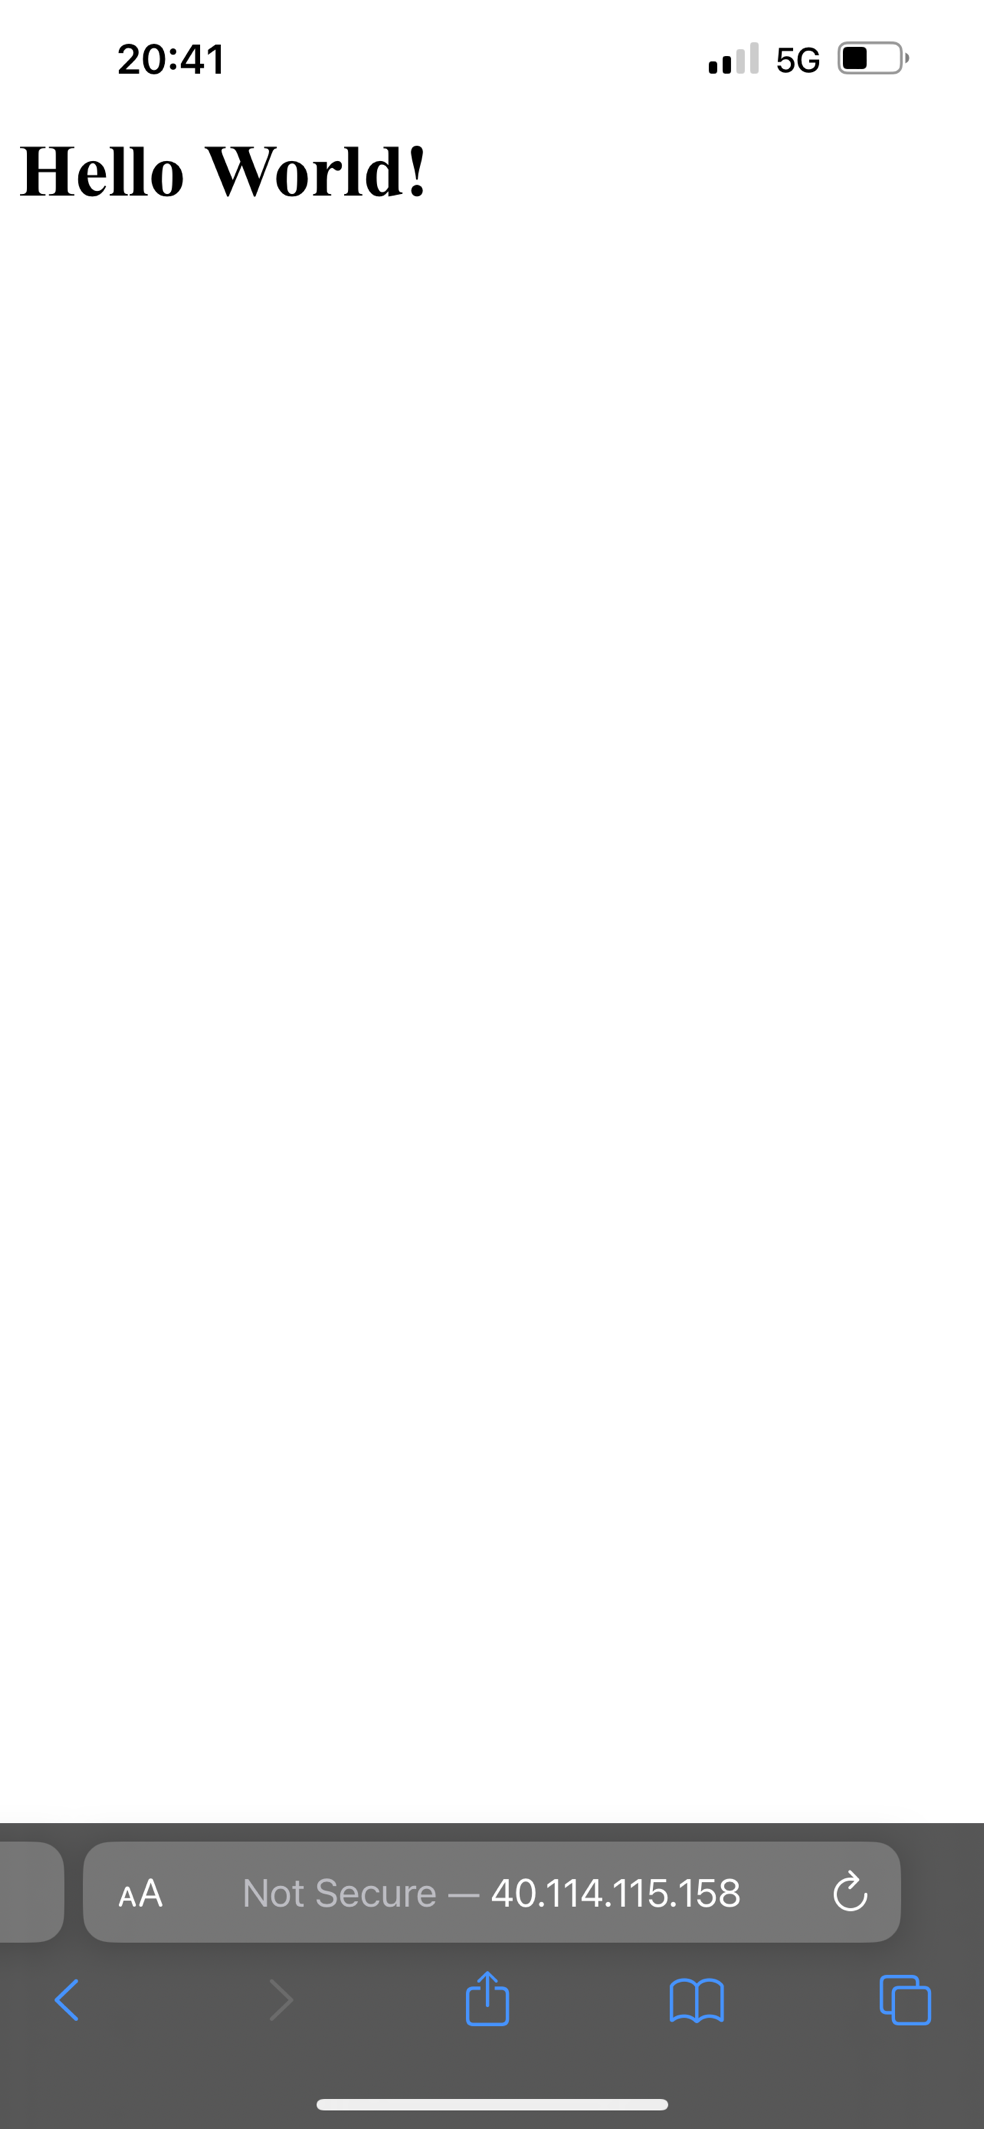 20:41 5G
Hello World!
AA Not Secure — 40.114.115.158